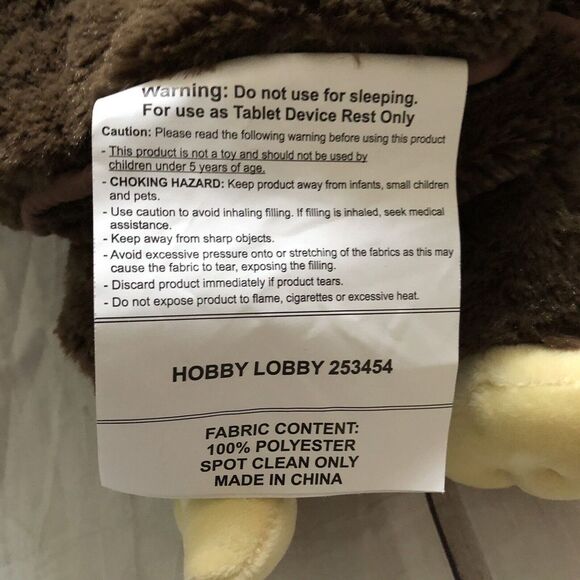 Warning: Do not use for sleeping.
For use as Tablet Device Rest Only
Caution: Please read the following warning before using this product
- This product is not a toy and should not be used by
children under 5 years of age.
- CHOKING HAZARD: Keep product away from infants, small children
and pets.
- Use caution to avoid inhaling filling. If filling is inhaled, seek medical
assistance.
- Keep away from sharp objects.
- Avoid excessive pressure onto or stretching of the fabrics as this may
cause the fabric to tear, exposing the filling.
- Discard product immediately if product tears.
- Do not expose product to flame, cigarettes or excessive heat.
HOBBY LOBBY 253454
FABRIC CONTENT:
100% POLYESTER
SPOT CLEAN ONLY
MADE IN CHINA